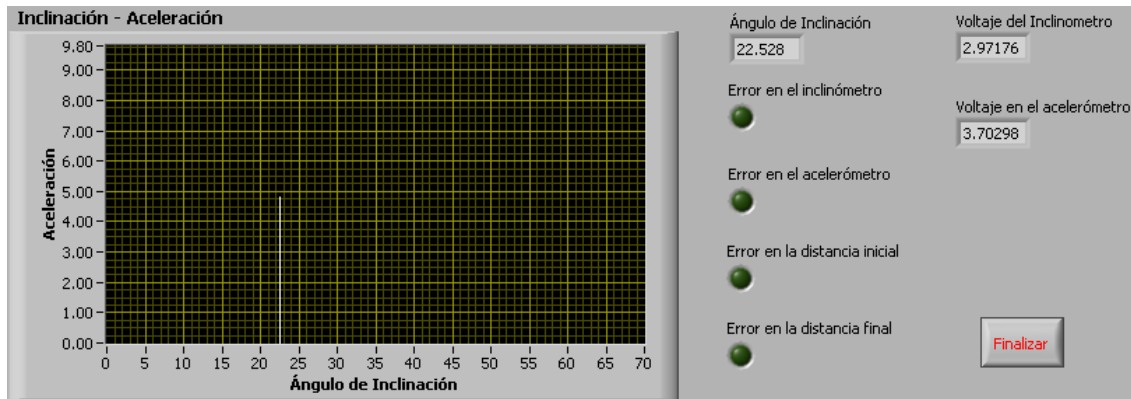 Inclinación - Aceleración
9.80
9.00
8.00
7.00
6.00
5.00
4.00
3.00
2.00
1.00
0.00
Aceleración
0 5 10 15 20 25 30 35 40 45 50 55 60 65 70
Ángulo de Inclinación
Ángulo de Inclinación
22.528
Voltaje del Inclinometro
2.97176
Error en el inclinómetro
Voltaje en el acelerómetro
3.70298
Error en el acelerómetro
Error en la distancia inicial
Error en la distancia final
Finalizar